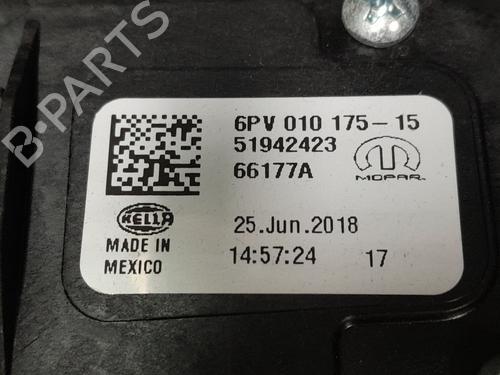 6PV 010 175-15
51942423
66177A
MOPAR
HELLA
MADE IN
MEXICO
25.Jun.2018
14:57:24
17
B-Parts